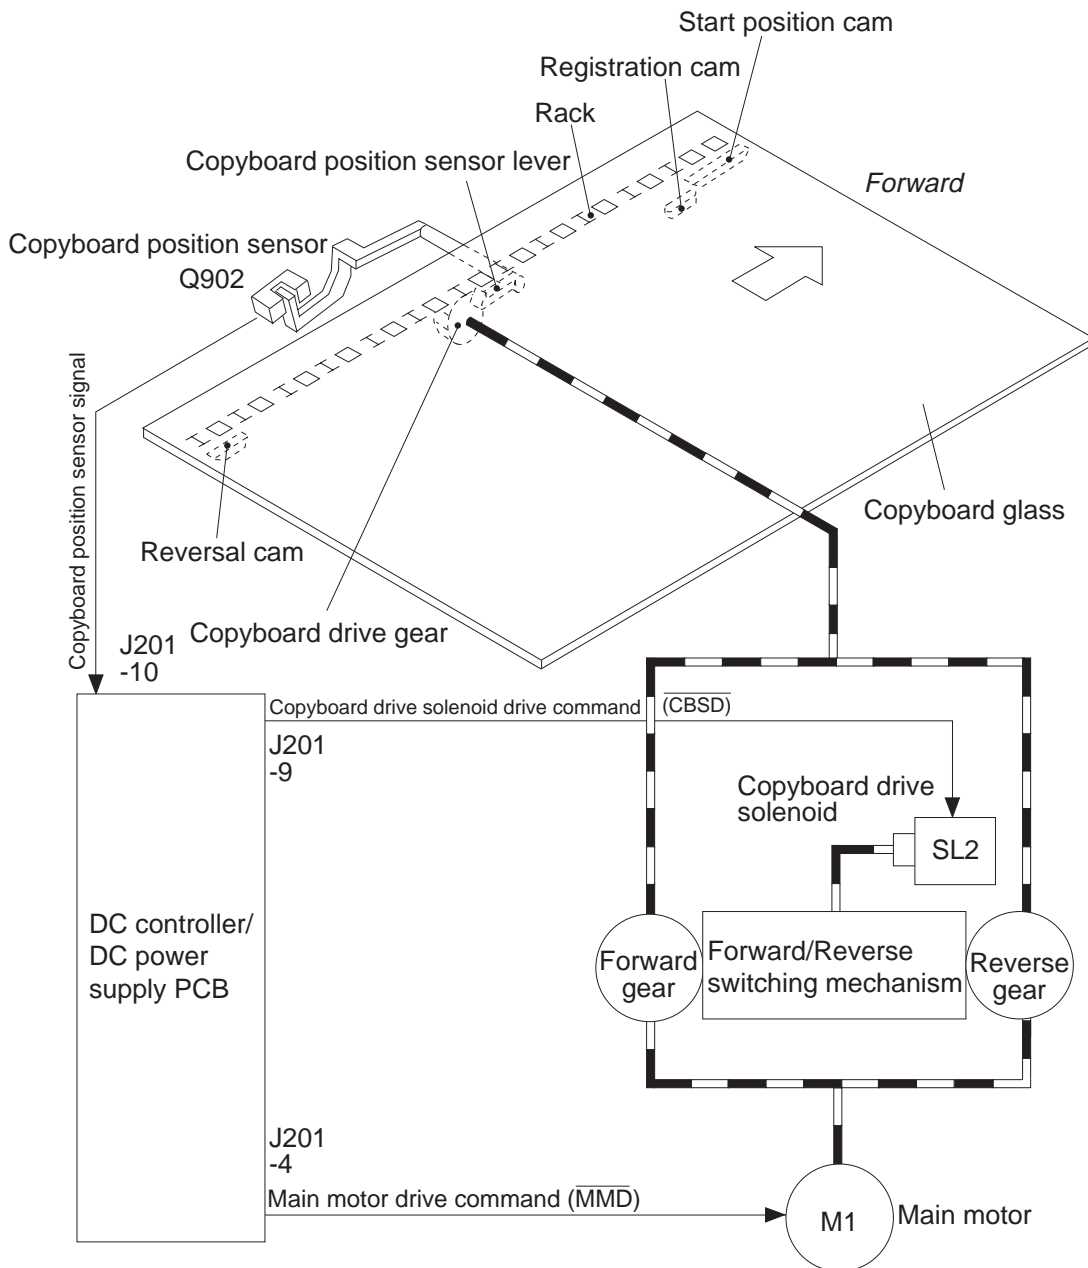 Start position cam
Registration cam
Rack
Copyboard position sensor lever
Forward
Copyboard position sensor
Q902
Copyboard position sensor signal
Copyboard glass
Reversal cam
Copyboard drive gear
J201
-10
Copyboard drive solenoid drive command (CBSD)
J201
-9
Copyboard drive
solenoid
SL2
DC controller/
DC power
supply PCB
Forward
gear
Forward/Reverse
switching mechanism
Reverse
gear
J201
-4
Main motor drive command (MMD)
M1
Main motor